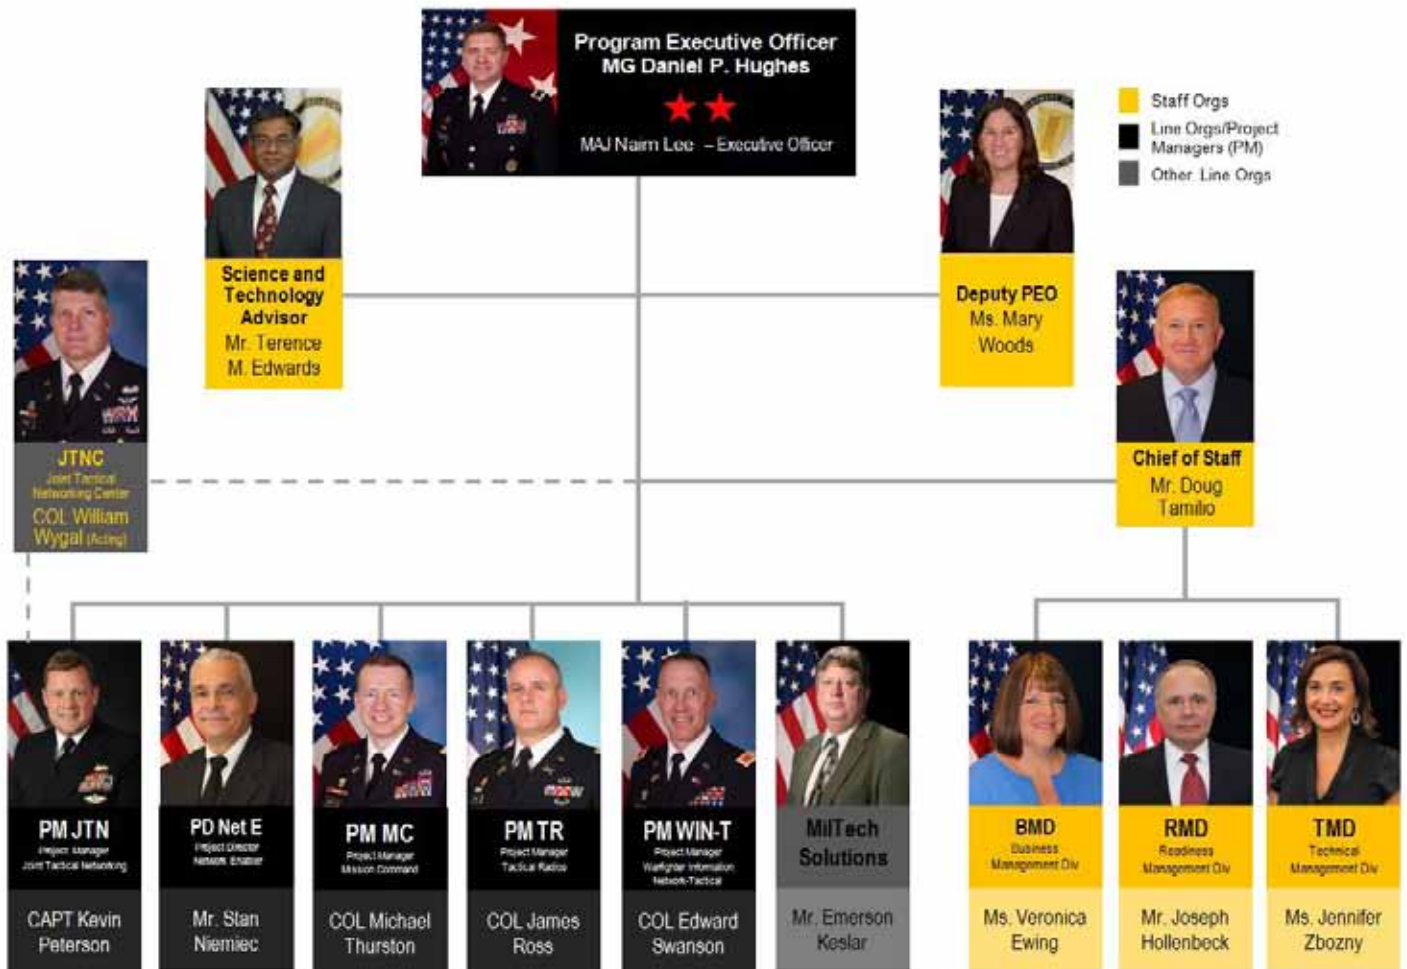 Program Executive Officer
MG Daniel P. Hughes
MAJ Naim Lee – Executive Officer
Staff Orgs
Line Orgs/Project
Managers (PM)
Other Line Orgs
Science and
Technology
Advisor
Mr. Terence
M. Edwards
Deputy PEO
Ms. Mary
Woods
JTNC
Joint Tactical
Networking Center
COL William
Wygal (Acting)
Chief of Staff
Mr. Doug
Tamilio
PM JTN
Project Manager
Joint Tactical Networking
CAPT Kevin
Peterson
PD Net E
Project Director
Network Enabler
Mr. Stan
Niemiec
PM MC
Project Manager
Mission Command
COL Michael
Thurston
PM TR
Project Manager
Tactical Radios
COL James
Ross
PM WIN-T
Project Manager
Warfighter Information
Network-Tactical
COL Edward
Swanson
MilTech
Solutions
Mr. Emerson
Keslar
BMD
Business
Management Div
Ms. Veronica
Ewing
RMD
Readiness
Management Div
Mr. Joseph
Hollenbeck
TMD
Technical
Management Div
Ms. Jennifer
Zbozny